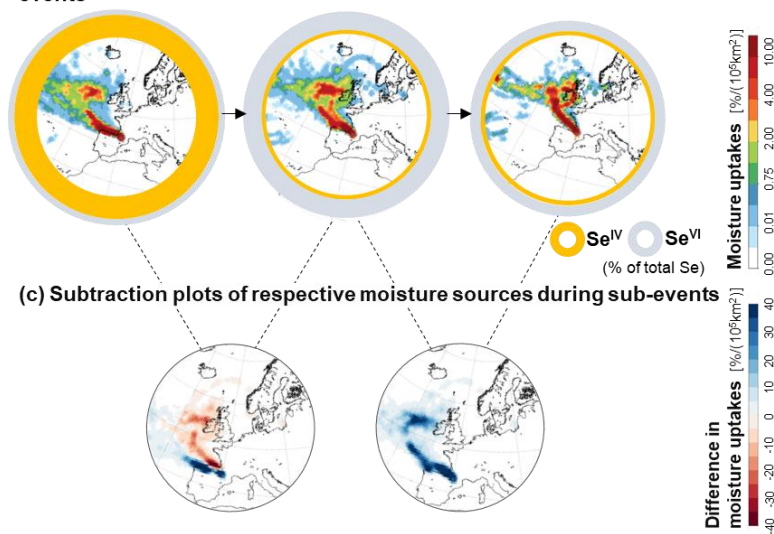 events
Se^IV Se^VI
(% of total Se)
Moisture uptakes [%/(10⁵km²)]
10.00
4.00
2.00
0.75
0.01
0.00
(c) Subtraction plots of respective moisture sources during sub-events
Difference in
moisture uptakes [%/(10⁵km²)]
40
30
20
10
0
-10
-20
-30
-40